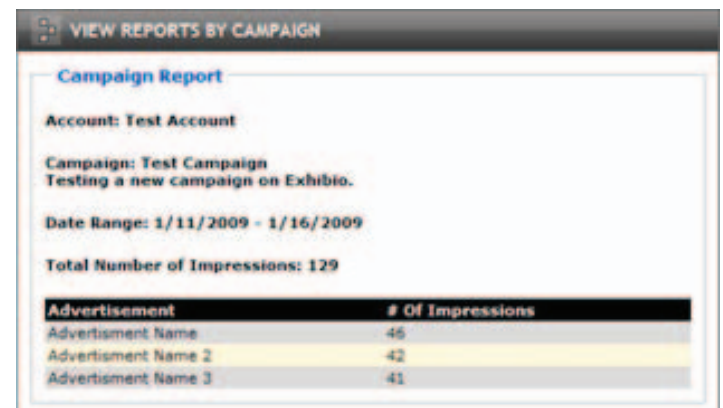 VIEW REPORTS BY CAMPAIGN
Campaign Report
Account: Test Account
Campaign: Test Campaign
Testing a new campaign on Exhibio.
Date Range: 1/11/2009 - 1/16/2009
Total Number of Impressions: 129
Advertisement # Of Impressions
Advertisment Name 46
Advertisment Name 2 42
Advertisment Name 3 41